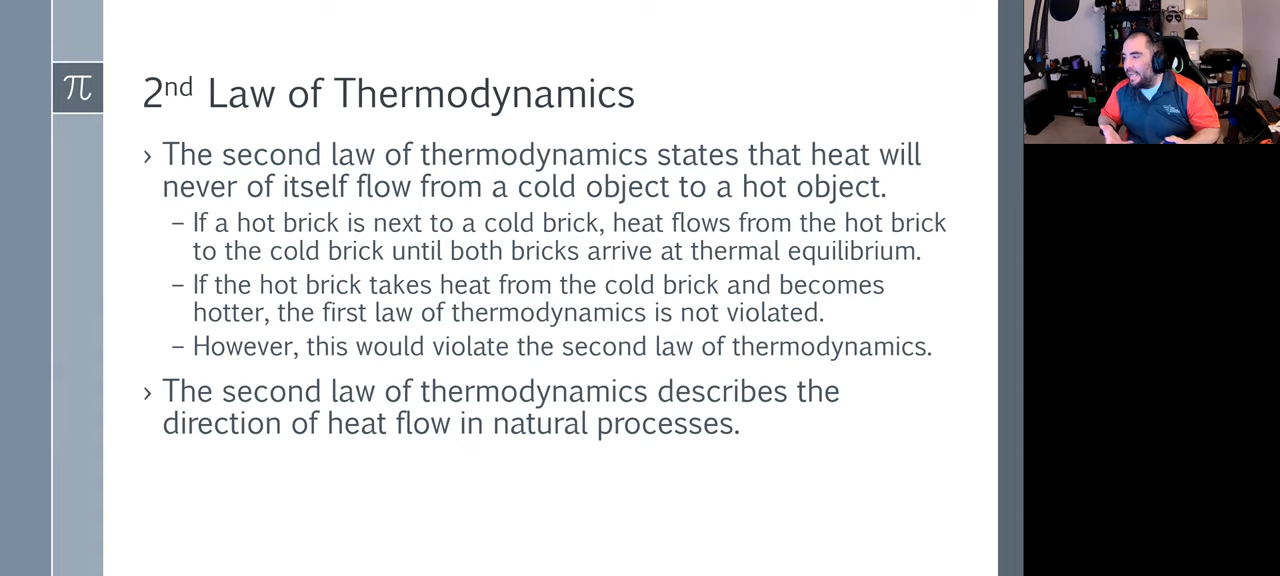 π
2nd Law of Thermodynamics
› The second law of thermodynamics states that heat will
never of itself flow from a cold object to a hot object.
– If a hot brick is next to a cold brick, heat flows from the hot brick
to the cold brick until both bricks arrive at thermal equilibrium.
– If the hot brick takes heat from the cold brick and becomes
hotter, the first law of thermodynamics is not violated.
– However, this would violate the second law of thermodynamics.
› The second law of thermodynamics describes the
direction of heat flow in natural processes.